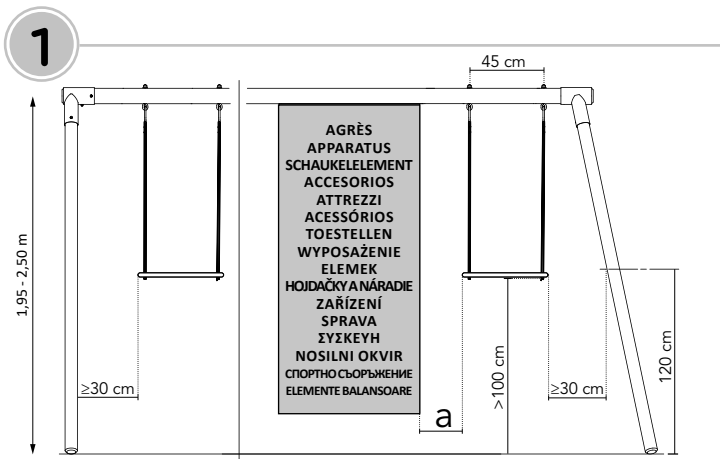 1
45 cm
AGRÈS
APPARATUS
SCHAUKELELEMENT
ACCESORIOS
ATTREZZI
ACESSÓRIOS
TOESTELLEN
WYPOSAŻENIE
ELEMEK
HOJDAČKY A NÁRADIE
ZAŘÍZENÍ
SPRAVA
ΣΥΣΚΕΥΗ
NOSILNI OKVIR
СПОРТНО СЪОРЪЖЕНИЕ
ELEMENTE BALANSOARE
1,95 - 2,50 m
≥30 cm
a
>100 cm
≥30 cm
120 cm